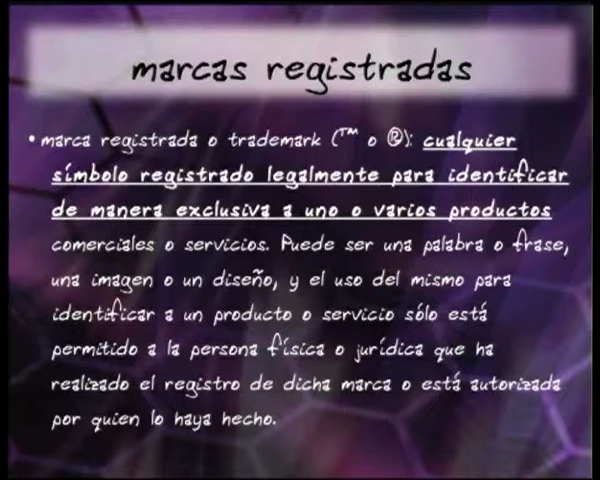 marcas registradas
• marca registrada o trademark (™ o ®): cualquier
símbolo registrado legalmente para identificar
de manera exclusiva a uno o varios productos
comerciales o servicios. Puede ser una palabra o frase,
una imagen o un diseño, y el uso del mismo para
identificar a un producto o servicio sólo está
permitido a la persona física o jurídica que ha
realizado el registro de dicha marca o está autorizada
por quien lo haya hecho.